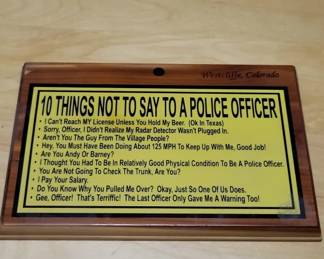 Westcliffe, Colorado
10 THINGS NOT TO SAY TO A POLICE OFFICER
• I Can't Reach MY License Unless You Hold My Beer. (Ok In Texas)
• Sorry, Officer, I Didn't Realize My Radar Detector Wasn't Plugged In.
• Aren't You The Guy From The Village People?
• Hey, You Must Have Been Doing About 125 MPH To Keep Up With Me, Good Job!
• Are You Andy Or Barney?
• I Thought You Had To Be In Relatively Good Physical Condition To Be A Police Officer.
• You Are Not Going To Check The Trunk, Are You?
• I Pay Your Salary.
• Do You Know Why You Pulled Me Over? Okay, Just So One Of Us Does.
• Gee, Officer! That's Terriffic! The Last Officer Only Gave Me A Warning Too!